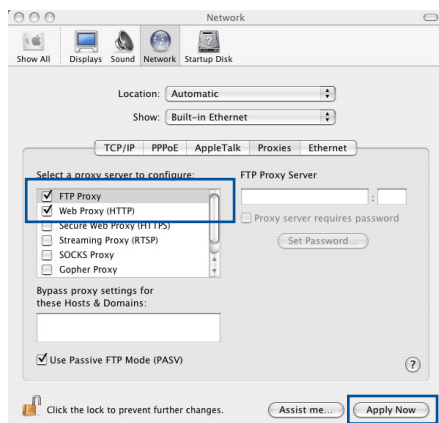 Network
Show All Displays Sound Network Startup Disk
Location: Automatic
Show: Built-in Ethernet
TCP/IP PPPoE AppleTalk Proxies Ethernet
Select a proxy server to configure: FTP Proxy Server
FTP Proxy :
Web Proxy (HTTP) Proxy server requires password
Secure Web Proxy (HTTPS)
Streaming Proxy (RTSP) Set Password...
SOCKS Proxy
Gopher Proxy
Bypass proxy settings for
these Hosts & Domains:
Use Passive FTP Mode (PASV) ?
Click the lock to prevent further changes. Assist me... Apply Now